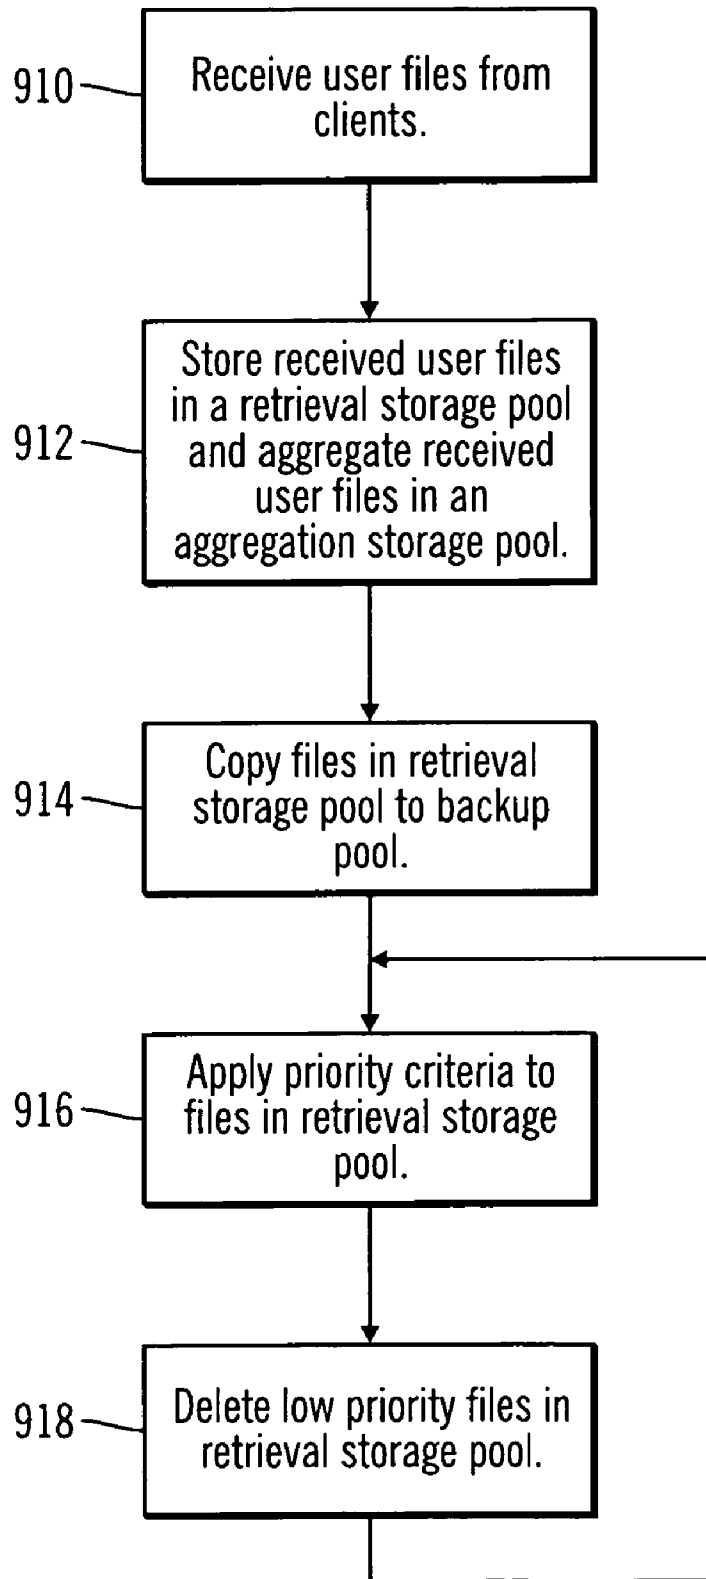 910
Receive user files from
clients.
912
Store received user files
in a retrieval storage pool
and aggregate received
user files in an
aggregation storage pool.
914
Copy files in retrieval
storage pool to backup
pool.
916
Apply priority criteria to
files in retrieval storage
pool.
918
Delete low priority files in
retrieval storage pool.